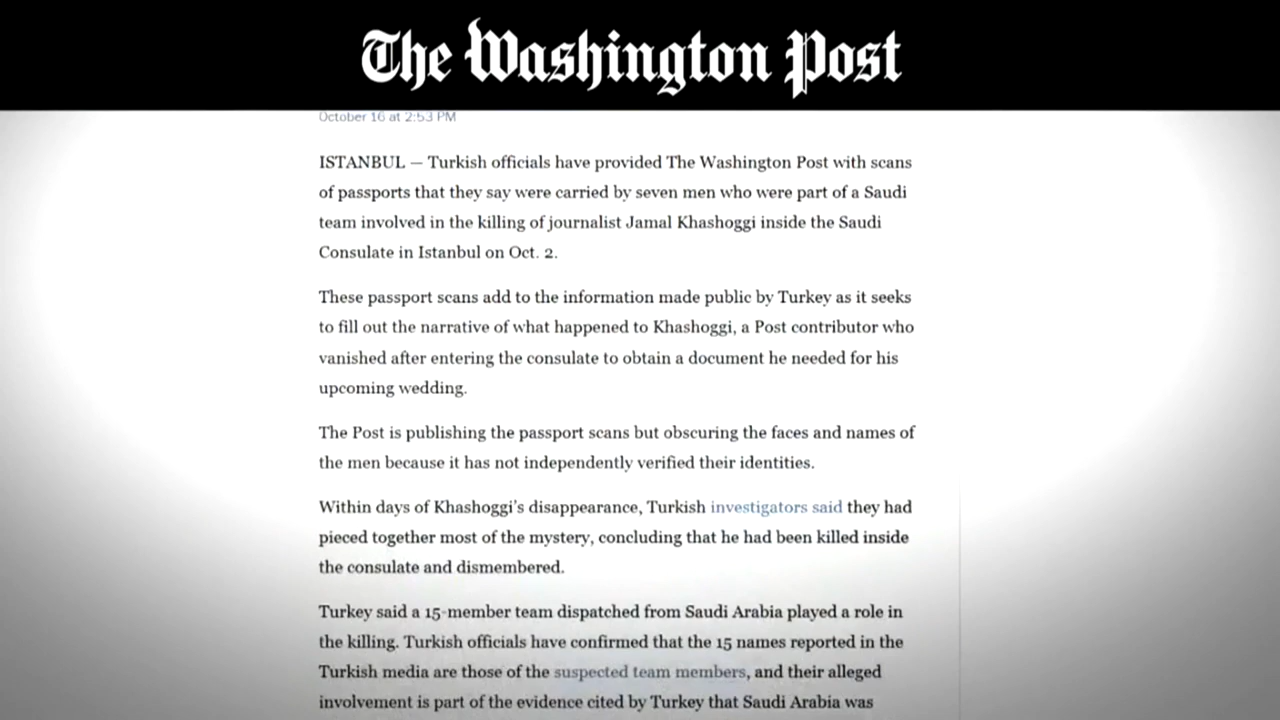 The Washington Post
October 16 at 2:53 PM
ISTANBUL — Turkish officials have provided The Washington Post with scans
of passports that they say were carried by seven men who were part of a Saudi
team involved in the killing of journalist Jamal Khashoggi inside the Saudi
Consulate in Istanbul on Oct. 2.
These passport scans add to the information made public by Turkey as it seeks
to fill out the narrative of what happened to Khashoggi, a Post contributor who
vanished after entering the consulate to obtain a document he needed for his
upcoming wedding.
The Post is publishing the passport scans but obscuring the faces and names of
the men because it has not independently verified their identities.
Within days of Khashoggi’s disappearance, Turkish investigators said they had
pieced together most of the mystery, concluding that he had been killed inside
the consulate and dismembered.
Turkey said a 15-member team dispatched from Saudi Arabia played a role in
the killing. Turkish officials have confirmed that the 15 names reported in the
Turkish media are those of the suspected team members, and their alleged
involvement is part of the evidence cited by Turkey that Saudi Arabia was